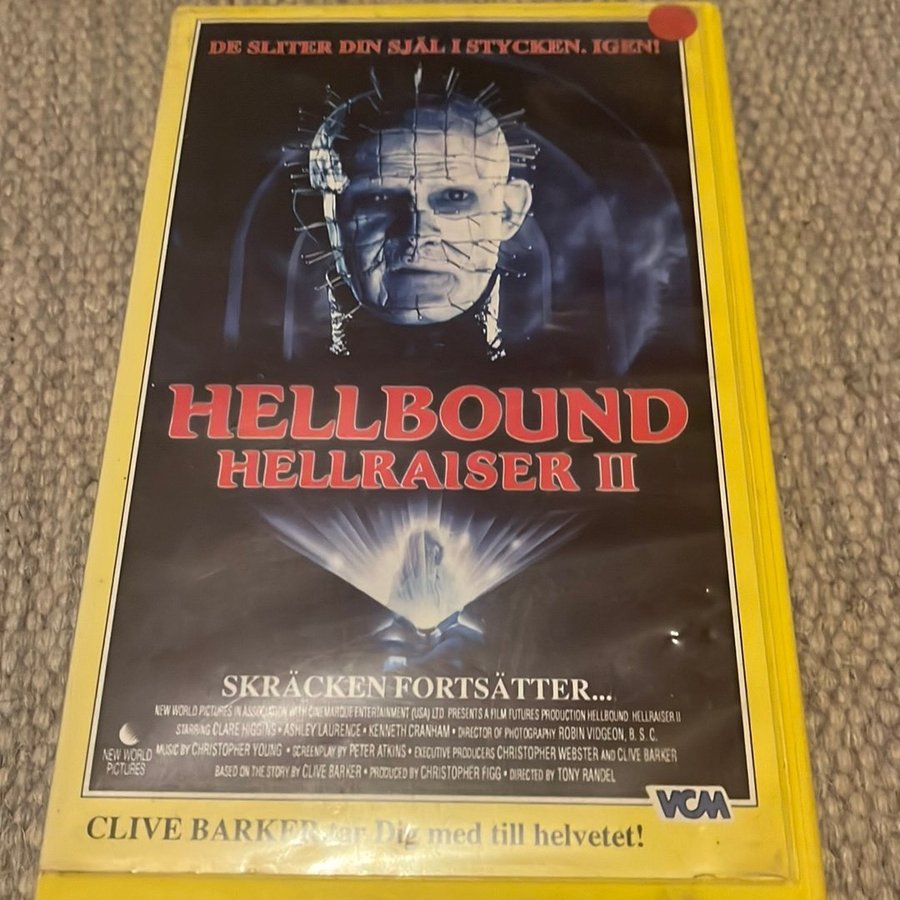 DE SLITER DIN SJÄL I STYCKEN. IGEN!
HELLBOUND
HELLRAISER II
SKRÄCKEN FORTSÄTTER...
NEW WORLD PICTURES IN ASSOCIATION WITH CINEMARQUE ENTERTAINMENT (USA) LTD PRESENTS A FILM FUTURES PRODUCTION HELLBOUND HELLRAISER II
STARRING CLARE HIGGINS • ASHLEY LAURENCE • KENNETH CRANHAM • DIRECTOR OF PHOTOGRAPHY ROBIN VIDGEON, B.S.C.
MUSIC BY CHRISTOPHER YOUNG • SCREENPLAY BY PETER ATKINS • EXECUTIVE PRODUCERS CHRISTOPHER WEBSTER AND CLIVE BARKER
BASED ON THE STORY BY CLIVE BARKER • PRODUCED BY CHRISTOPHER FIGG • DIRECTED BY TONY RANDEL
NEW WORLD
PICTURES
VCM
CLIVE BARKER tar Dig med till helvetet!